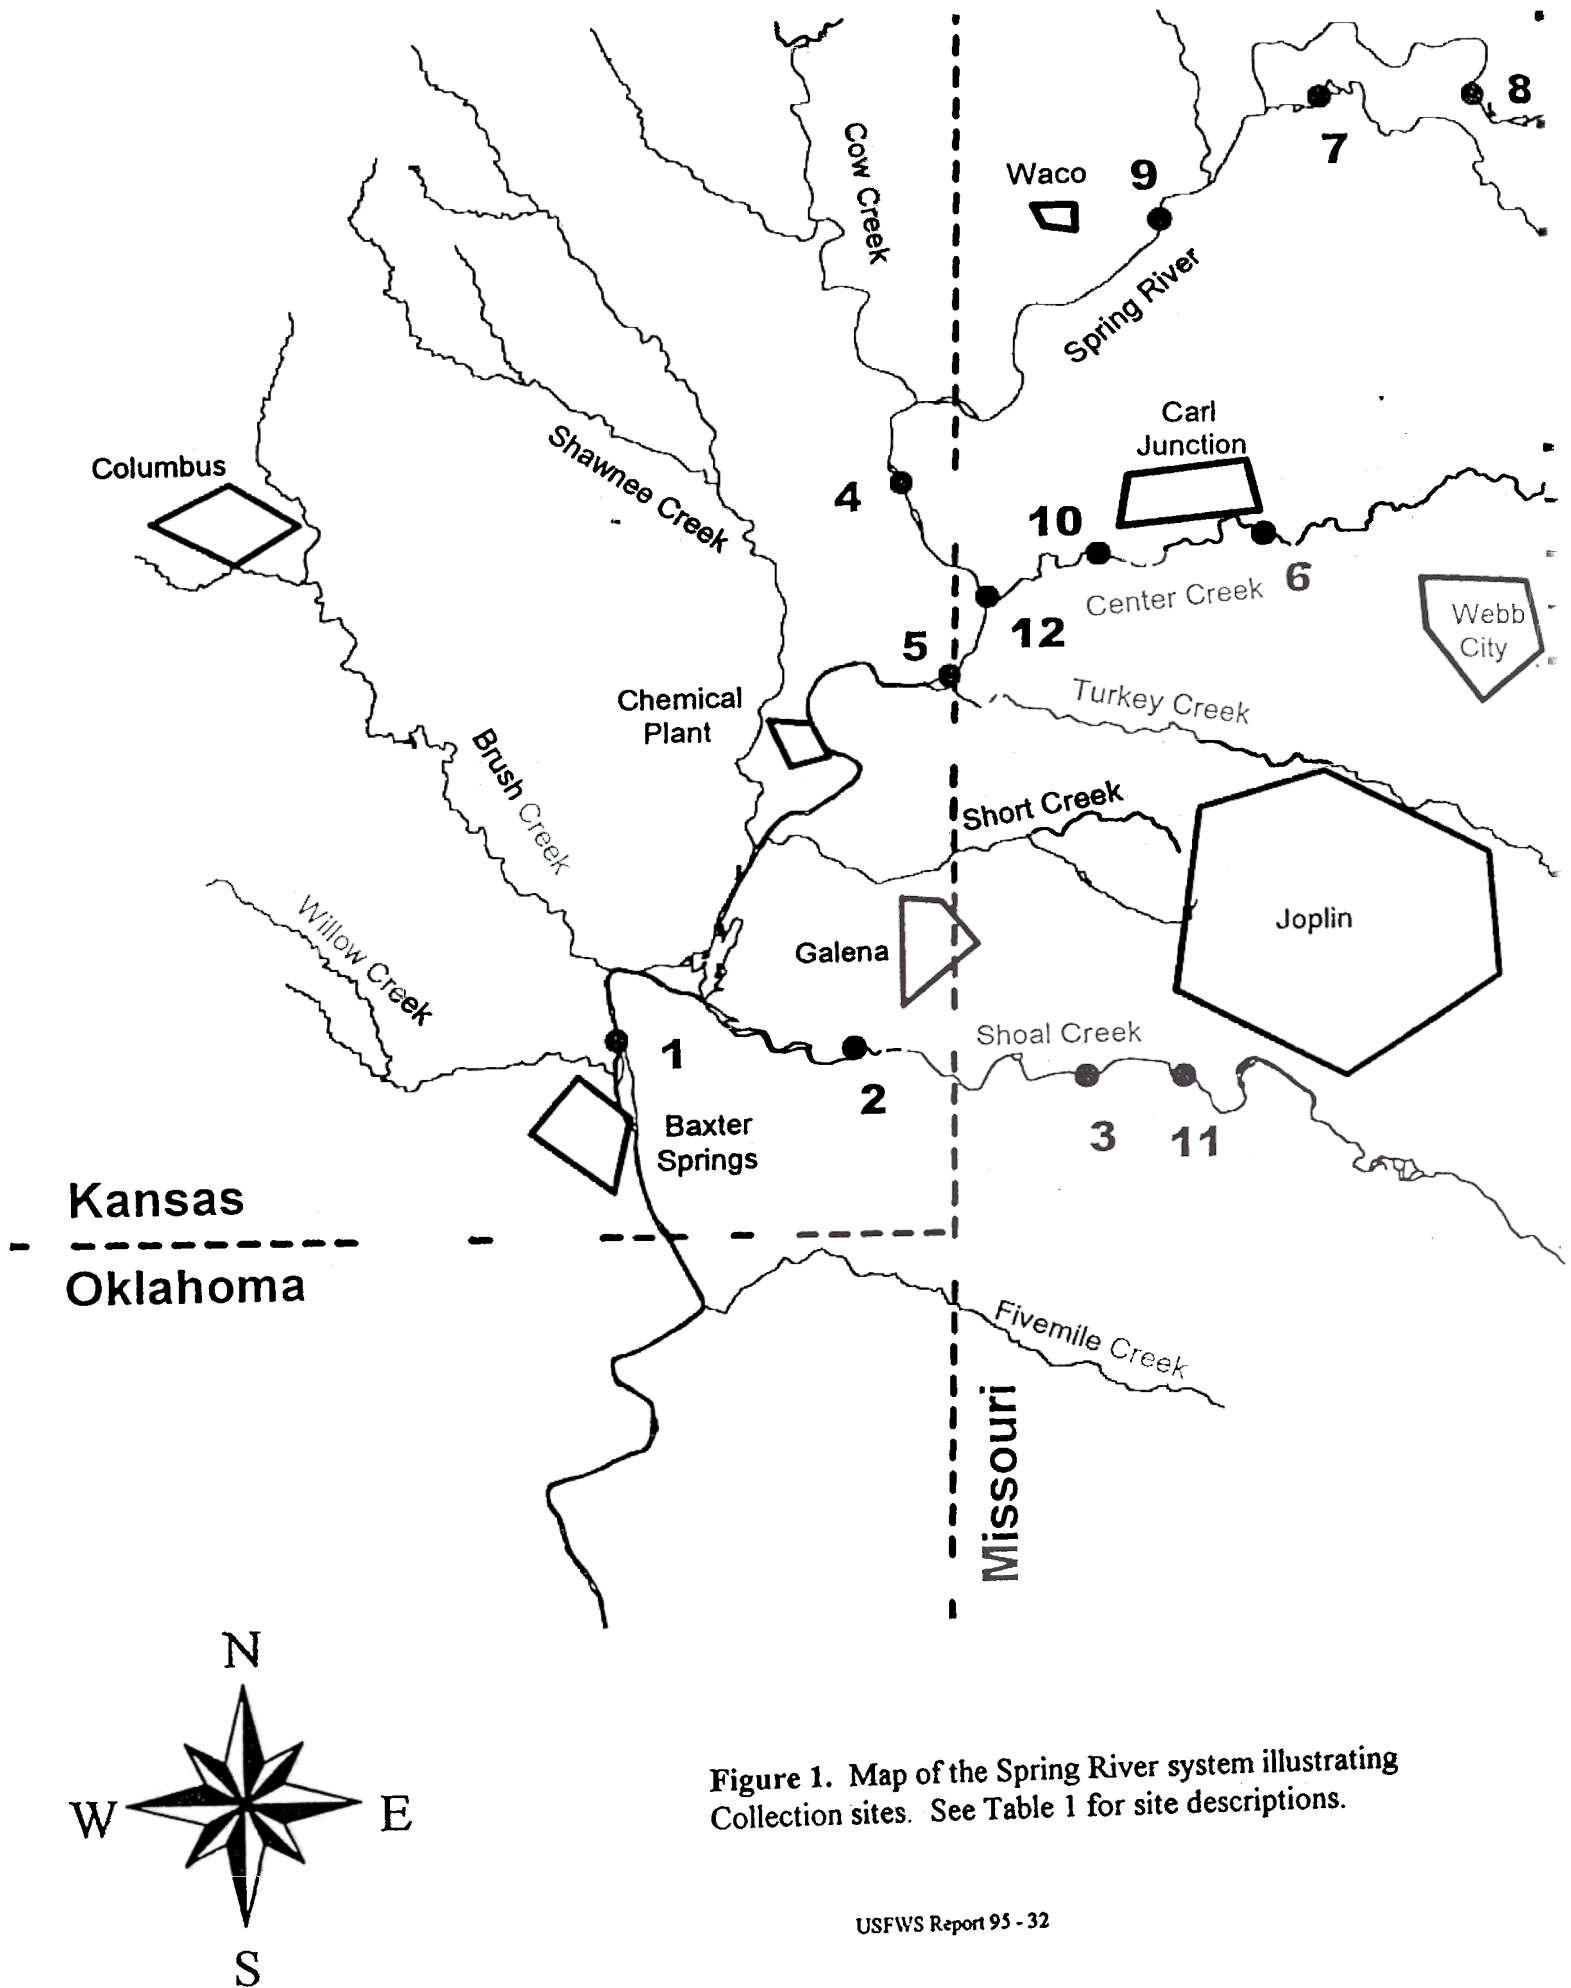 8
7
Cow Creek
Waco
9
Spring River
Carl
Junction
Columbus
Shawnee Creek
4
10
6
Center Creek
Webb
City
12
5
Turkey Creek
Chemical
Plant
Brush Creek
Short Creek
Willow Creek
Joplin
Galena
Shoal Creek
1
2
3
11
Baxter
Springs
Kansas
Oklahoma
Fivemile Creek
Missouri
N
W
E
S
Figure 1. Map of the Spring River system illustrating
Collection sites. See Table 1 for site descriptions.
USFWS Report 95 - 32